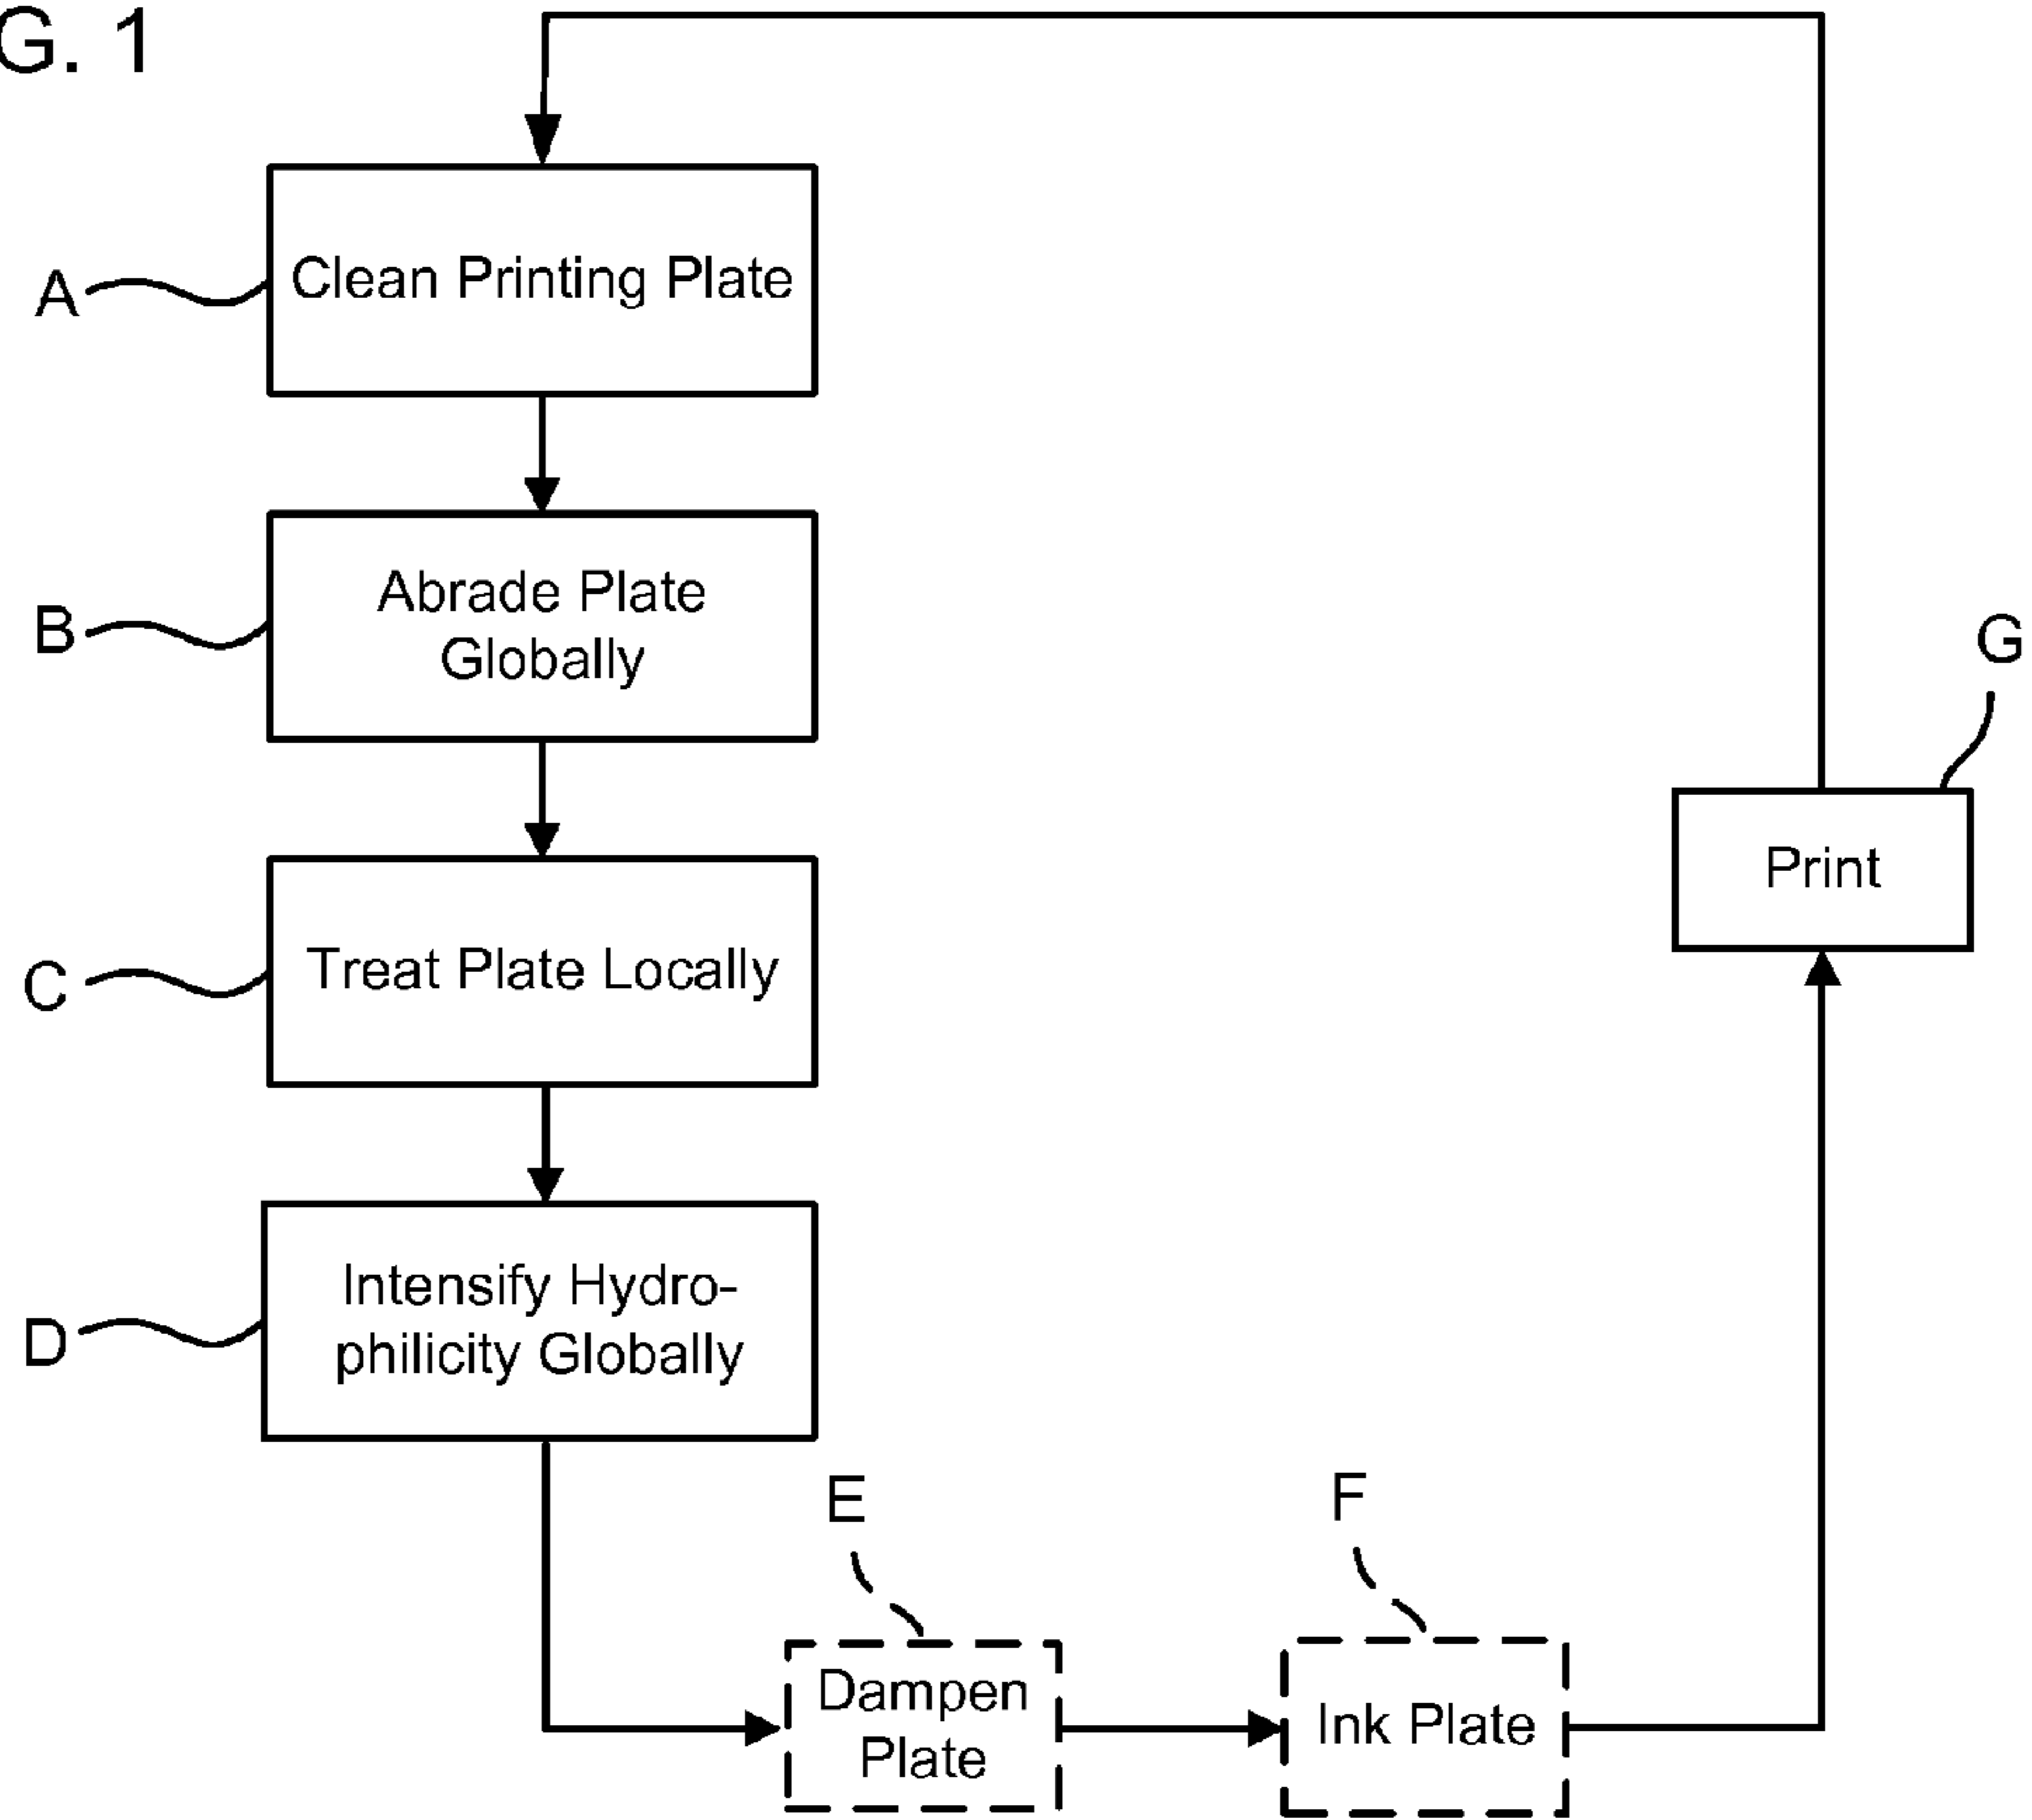 G. 1
A
Clean Printing Plate
B
Abrade Plate
Globally
G
Print
C
Treat Plate Locally
D
Intensify Hydro-
philicity Globally
E
Dampen
Plate
F
Ink Plate